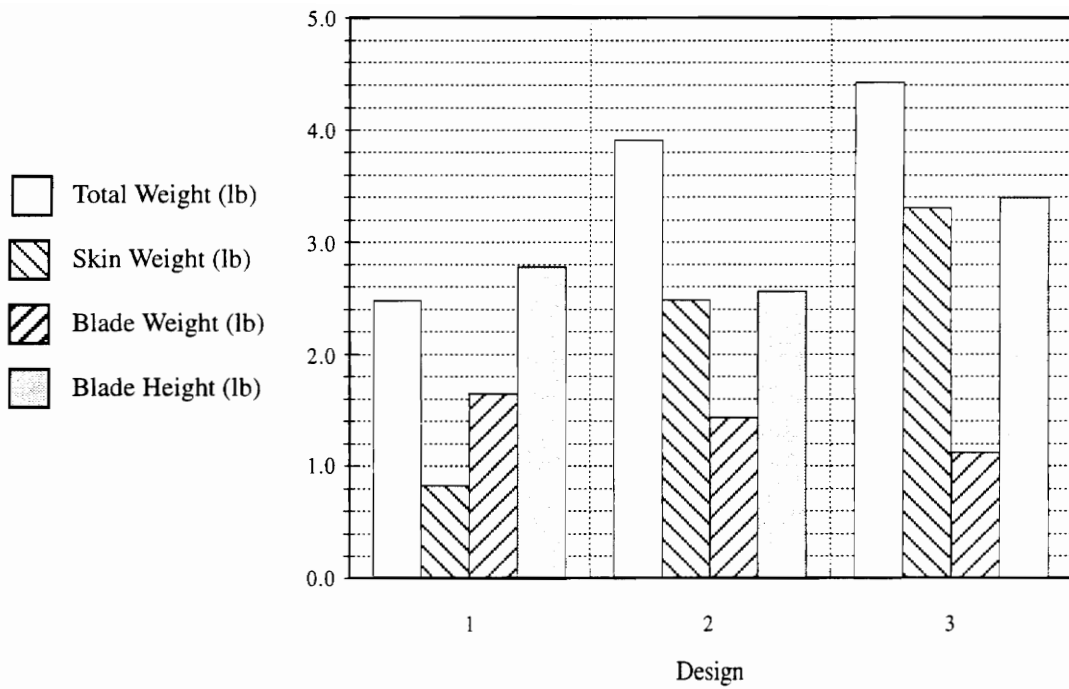 5.0
4.0
3.0
2.0
1.0
0.0
Total Weight (lb)
Skin Weight (lb)
Blade Weight (lb)
Blade Height (lb)
1 2 3
Design